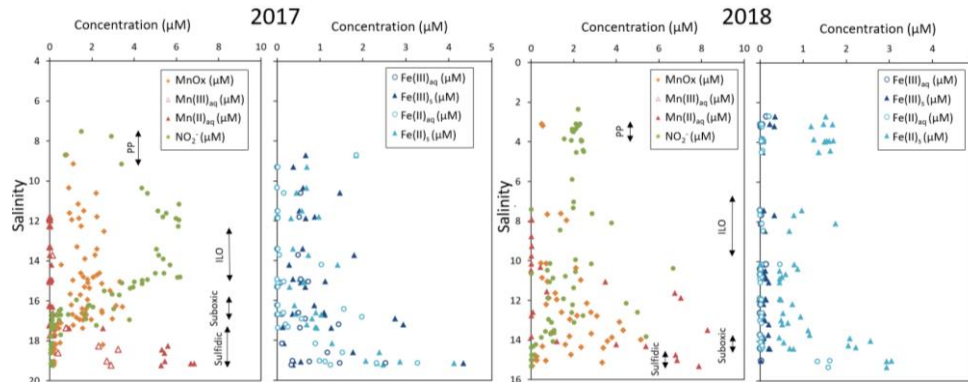 2017
2018
Concentration (µM)
Concentration (µM)
Concentration (µM)
Concentration (µM)
0 2 4 6 8 10
0 1 2 3 4 5
0 2 4 6 8 10
0 1 2 3 4
MnOx (µM)
Mn(III)aq (µM)
Mn(II)aq (µM)
NO2- (µM)
Fe(III)aq (µM)
Fe(III)s (µM)
Fe(II)aq (µM)
Fe(II)s (µM)
MnOx (µM)
Mn(III)aq (µM)
Mn(II)aq (µM)
NO2- (µM)
Fe(III)aq (µM)
Fe(III)s (µM)
Fe(II)aq (µM)
Fe(II)s (µM)
Salinity
4
6
8
10
12
14
16
18
20
PP
ILO
Suboxic
Sulfidic
Salinity
0
2
4
6
8
10
12
14
16
PP
ILO
Suboxic
Sulfidic